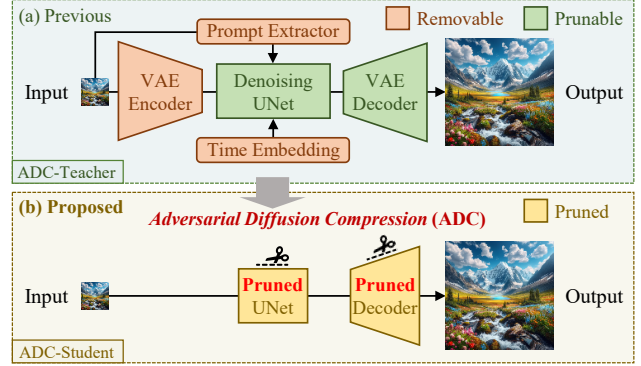 (a) Previous
Removable
Prunable
Prompt Extractor
Input
VAE
Encoder
Denoising
UNet
VAE
Decoder
Output
Time Embedding
ADC-Teacher
(b) Proposed
Adversarial Diffusion Compression (ADC)
Pruned
Input
Pruned
UNet
Pruned
Decoder
Output
ADC-Student